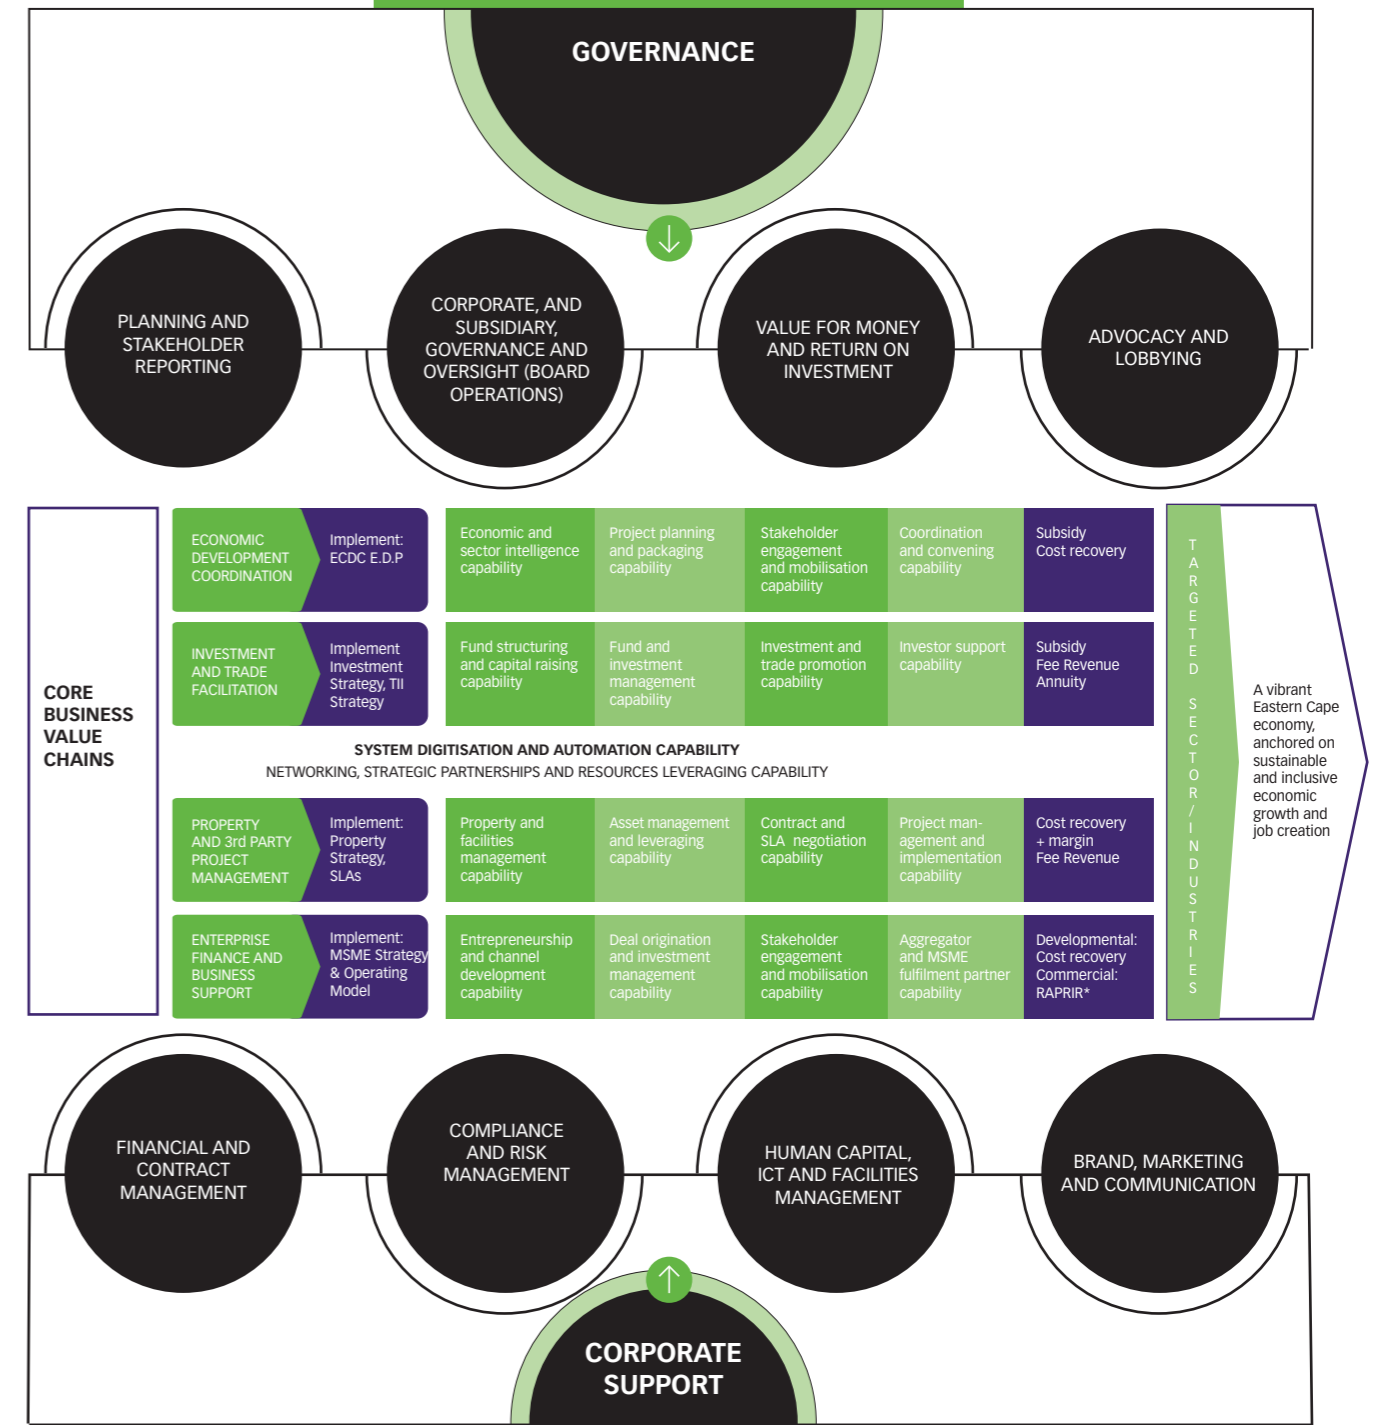 GOVERNANCE
PLANNING AND
STAKEHOLDER
REPORTING
CORPORATE, AND
SUBSIDIARY,
GOVERNANCE AND
OVERSIGHT (BOARD
OPERATIONS)
VALUE FOR MONEY
AND RETURN ON
INVESTMENT
ADVOCACY AND
LOBBYING
CORE
BUSINESS
VALUE
CHAINS
ECONOMIC
DEVELOPMENT
COORDINATION
Implement:
ECDC E.D.P
Economic and
sector intelligence
capability
Project planning
and packaging
capability
Stakeholder
engagement
and mobilisation
capability
Coordination
and convening
capability
Subsidy
Cost recovery
INVESTMENT
AND TRADE
FACILITATION
Implement
Investment
Strategy, TII
Strategy
Fund structuring
and capital raising
capability
Fund and
investment
management
capability
Investment and
trade promotion
capability
Investor support
capability
Subsidy
Fee Revenue
Annuity
SYSTEM DIGITISATION AND AUTOMATION CAPABILITY
NETWORKING, STRATEGIC PARTNERSHIPS AND RESOURCES LEVERAGING CAPABILITY
PROPERTY
AND 3rd PARTY
PROJECT
MANAGEMENT
Implement:
Property
Strategy,
SLAs
Property and
facilities
management
capability
Asset management
and leveraging
capability
Contract and
SLA negotiation
capability
Project man-
agement and
implementation
capability
Cost recovery
+ margin
Fee Revenue
ENTERPRISE
FINANCE AND
BUSINESS
SUPPORT
Implement:
MSME Strategy
& Operating
Model
Entrepreneurship
and channel
development
capability
Deal origination
and investment
management
capability
Stakeholder
engagement
and mobilisation
capability
Aggregator
and MSME
fulfilment partner
capability
Developmental:
Cost recovery
Commercial:
RAPRIR*
TARGETED SECTOR/INDUSTRIES
A vibrant
Eastern Cape
economy,
anchored on
sustainable
and inclusive
economic
growth and
job creation
FINANCIAL AND
CONTRACT
MANAGEMENT
COMPLIANCE
AND RISK
MANAGEMENT
HUMAN CAPITAL,
ICT AND FACILITIES
MANAGEMENT
BRAND, MARKETING
AND COMMUNICATION
CORPORATE
SUPPORT